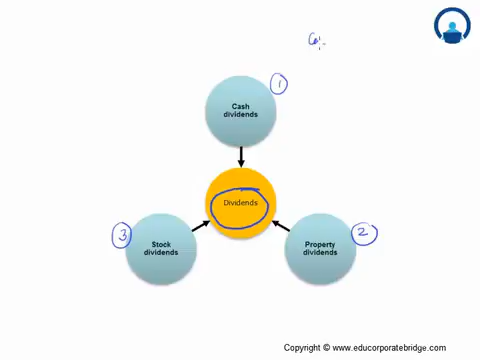 1
Cash
dividends
Dividends
3
Stock
dividends
Property
dividends
2
Copyright © www.educorporatebridge.com